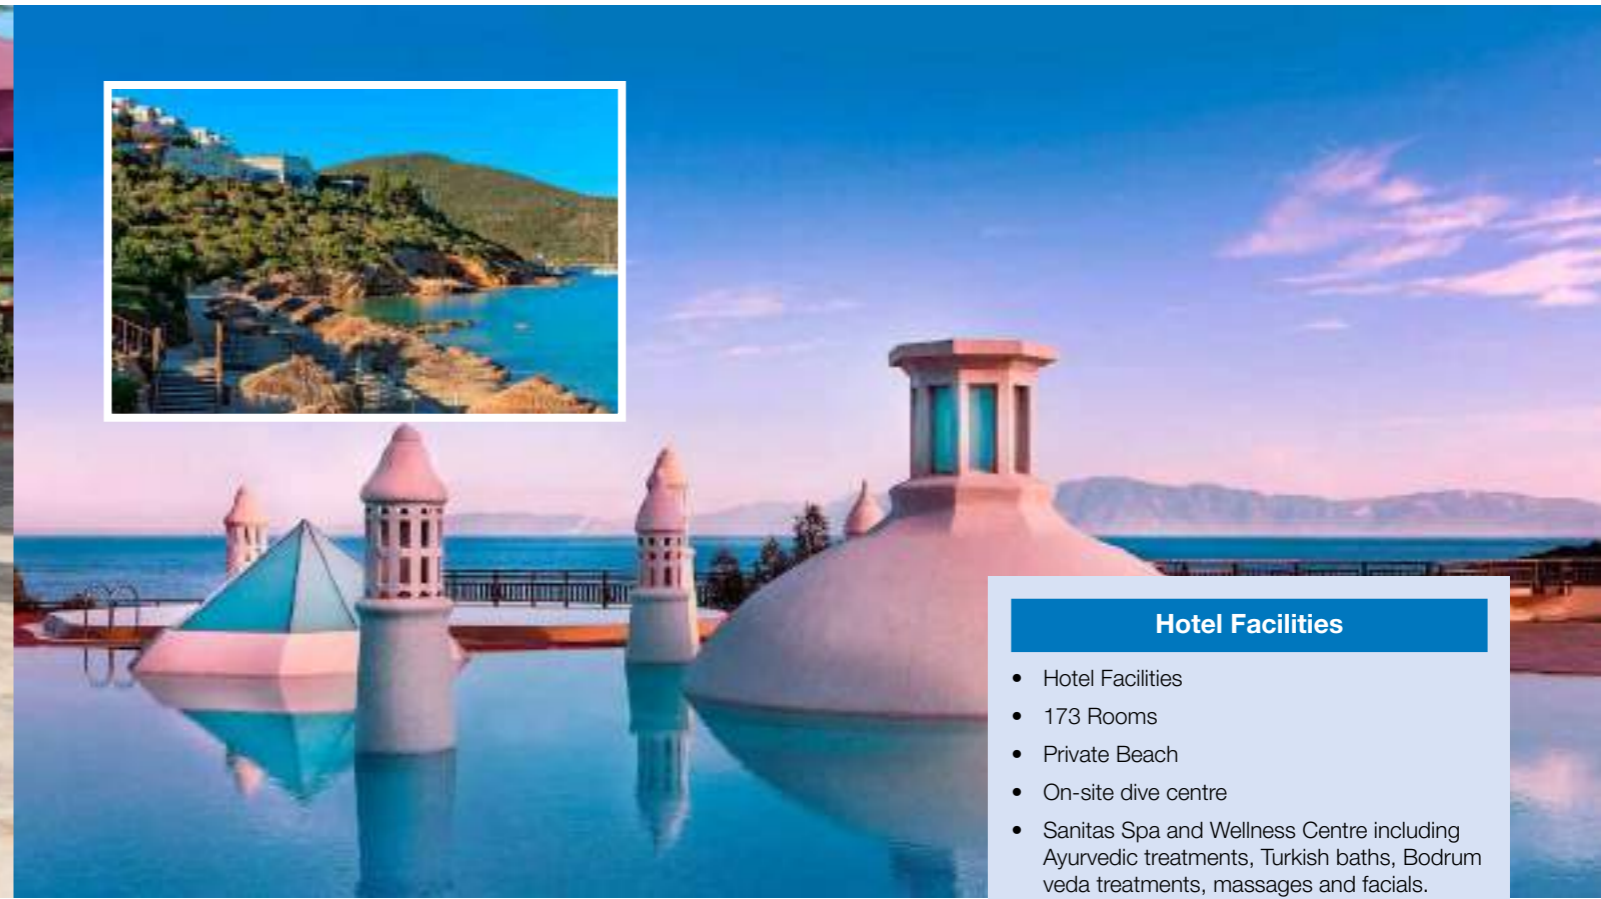 Hotel Facilities
• Hotel Facilities
• 173 Rooms
• Private Beach
• On-site dive centre
• Sanitas Spa and Wellness Centre including
Ayurvedic treatments, Turkish baths, Bodrum
veda treatments, massages and facials.